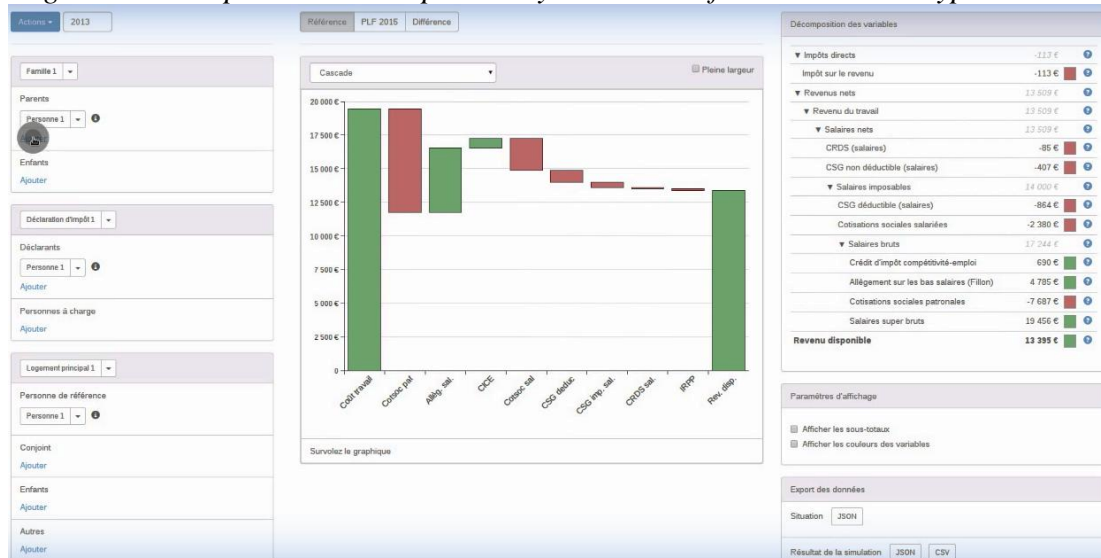 Actions 2013
Famille 1
Parents
Personne 1
Enfants
Ajouter
Déclaration d'impôt 1
Déclarants
Personne 1
Ajouter
Personnes à charge
Ajouter
Logement principal 1
Personne de référence
Personne 1
Conjoint
Ajouter
Enfants
Ajouter
Autres
Ajouter
Référence PLF 2015 Différence
Cascade Pleine largeur
20 000 €
17 500 €
15 000 €
12 500 €
10 000 €
7 500 €
5 000 €
2 500 €
0
Coût travail Cotsoc pat Allèg. sal. CICE Cotsoc sal CSG deduc CSG imp. sal. CRDS sal. IRPP Rev. disp.
Survolez le graphique
Décomposition des variables
▼ Impôts directs -113 €
Impôt sur le revenu -113 €
▼ Revenus nets 13 509 €
▼ Revenu du travail 13 509 €
▼ Salaires nets 13 509 €
CRDS (salaires) -85 €
CSG non déductible (salaires) -407 €
▼ Salaires imposables 14 000 €
CSG déductible (salaires) -864 €
Cotisations sociales salariées -2 380 €
▼ Salaires bruts 17 244 €
Crédit d'impôt compétitivité-emploi 690 €
Allégement sur les bas salaires (Fillon) 4 785 €
Cotisations sociales patronales -7 687 €
Salaires super bruts 19 456 €
Revenu disponible 13 395 €
Paramètres d'affichage
Afficher les sous-totaux
Afficher les couleurs des variables
Export des données
Situation JSON
Résultat de la simulation JSON CSV